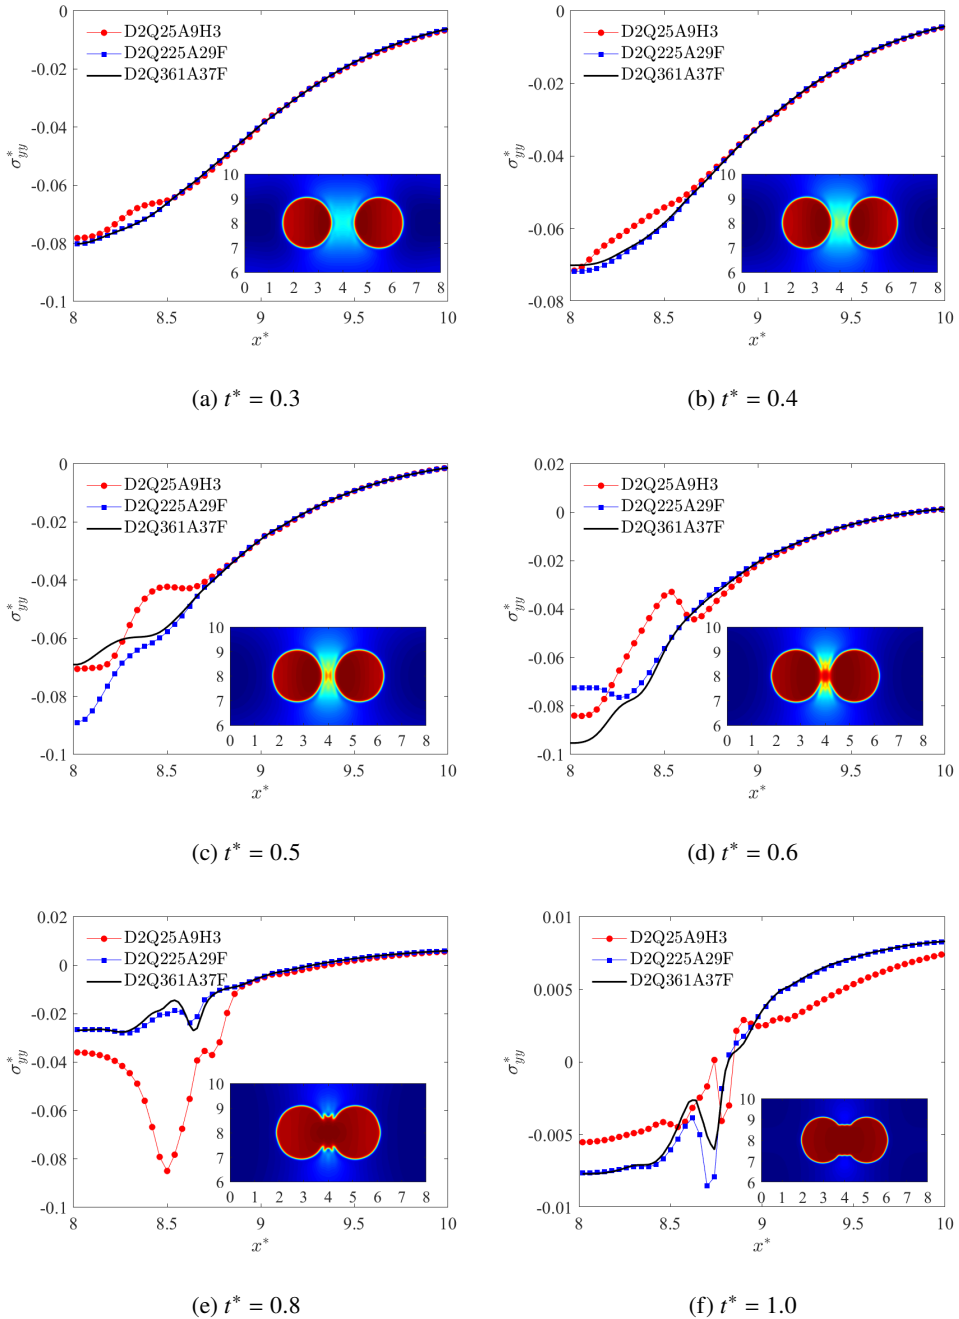 0
-0.02
-0.04
-0.06
-0.08
-0.1
σ*yy
D2Q25A9H3
D2Q225A29F
D2Q361A37F
10
9
8
7
6
0 1 2 3 4 5 6 7 8
8 8.5 9 9.5 10
x*
(a) t* = 0.3
0
-0.02
-0.04
-0.06
-0.08
σ*yy
D2Q25A9H3
D2Q225A29F
D2Q361A37F
10
9
8
7
6
0 1 2 3 4 5 6 7 8
8 8.5 9 9.5 10
x*
(b) t* = 0.4
0
-0.02
-0.04
-0.06
-0.08
-0.1
σ*yy
D2Q25A9H3
D2Q225A29F
D2Q361A37F
10
9
8
7
6
0 1 2 3 4 5 6 7 8
8 8.5 9 9.5 10
x*
(c) t* = 0.5
0.02
0
-0.02
-0.04
-0.06
-0.08
-0.1
σ*yy
D2Q25A9H3
D2Q225A29F
D2Q361A37F
10
9
8
7
6
0 1 2 3 4 5 6 7 8
8 8.5 9 9.5 10
x*
(d) t* = 0.6
0.02
0
-0.02
-0.04
-0.06
-0.08
-0.1
σ*yy
D2Q25A9H3
D2Q225A29F
D2Q361A37F
10
9
8
7
6
0 1 2 3 4 5 6 7 8
8 8.5 9 9.5 10
x*
(e) t* = 0.8
0.01
0.005
0
-0.005
-0.01
σ*yy
D2Q25A9H3
D2Q225A29F
D2Q361A37F
10
9
8
7
6
0 1 2 3 4 5 6 7 8
8 8.5 9 9.5 10
x*
(f) t* = 1.0